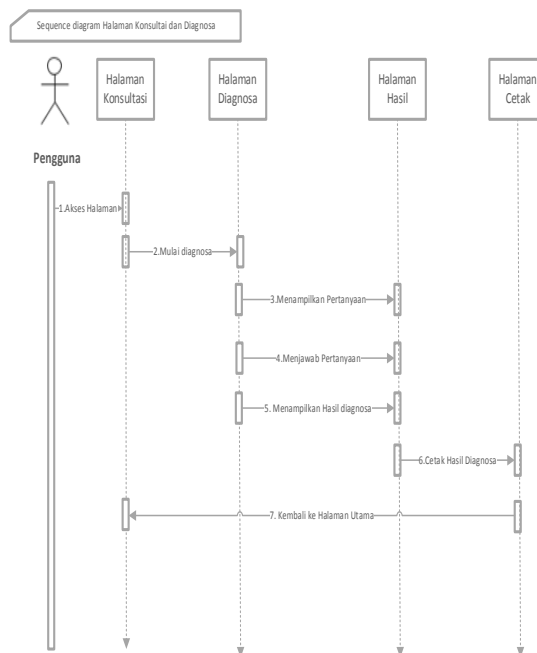 Sequence diagram Halaman Konsultai dan Diagnosa
Halaman
Konsultasi
Halaman
Diagnosa
Halaman
Hasil
Halaman
Cetak
Pengguna
1.Akses Halaman
2.Mulai diagnosa
3.Menampilkan Pertanyaan
4.Menjawab Pertanyaan
5. Menampilkan Hasil diagnosa
6.Cetak Hasil Diagnosa
7. Kembali ke Halaman Utama